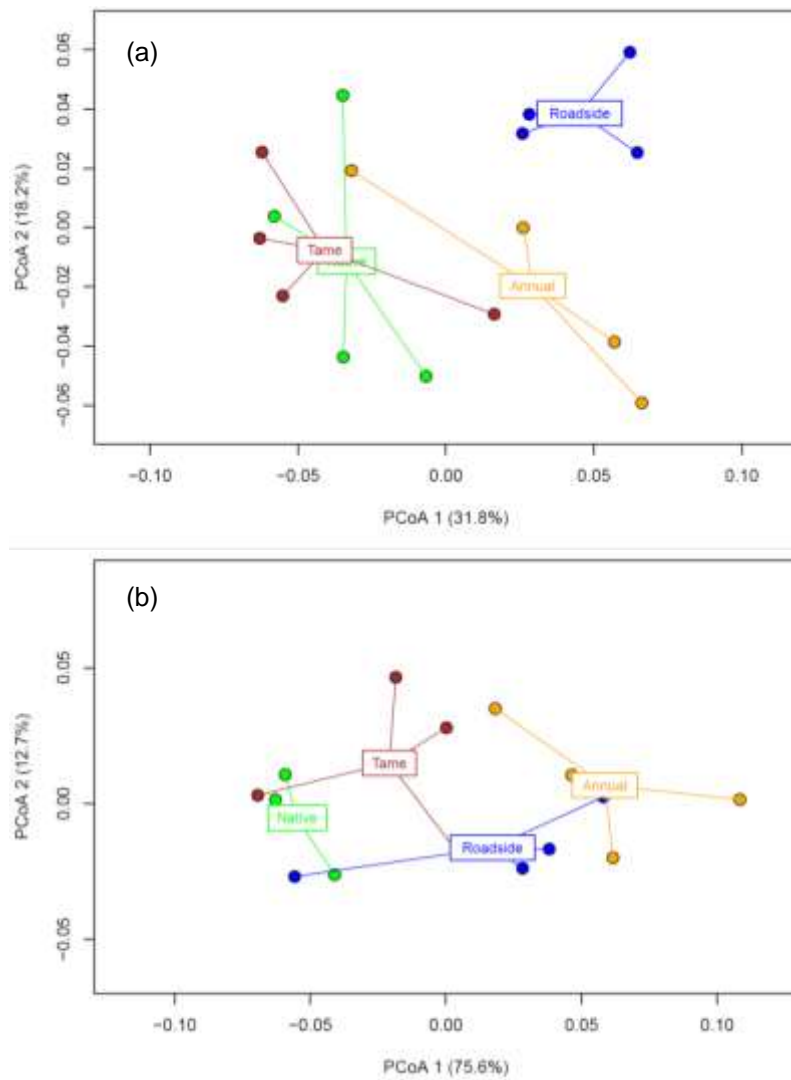 (a)
0.06
0.04
0.02
0.00
−0.02
−0.04
−0.06
PCoA 2 (18.2%)
Roadside
Tame
Annual
−0.10
−0.05
0.00
0.05
0.10
PCoA 1 (31.8%)
(b)
0.05
0.00
−0.05
PCoA 2 (12.7%)
Tame
Annual
Native
Roadside
−0.10
−0.05
0.00
0.05
0.10
PCoA 1 (75.6%)